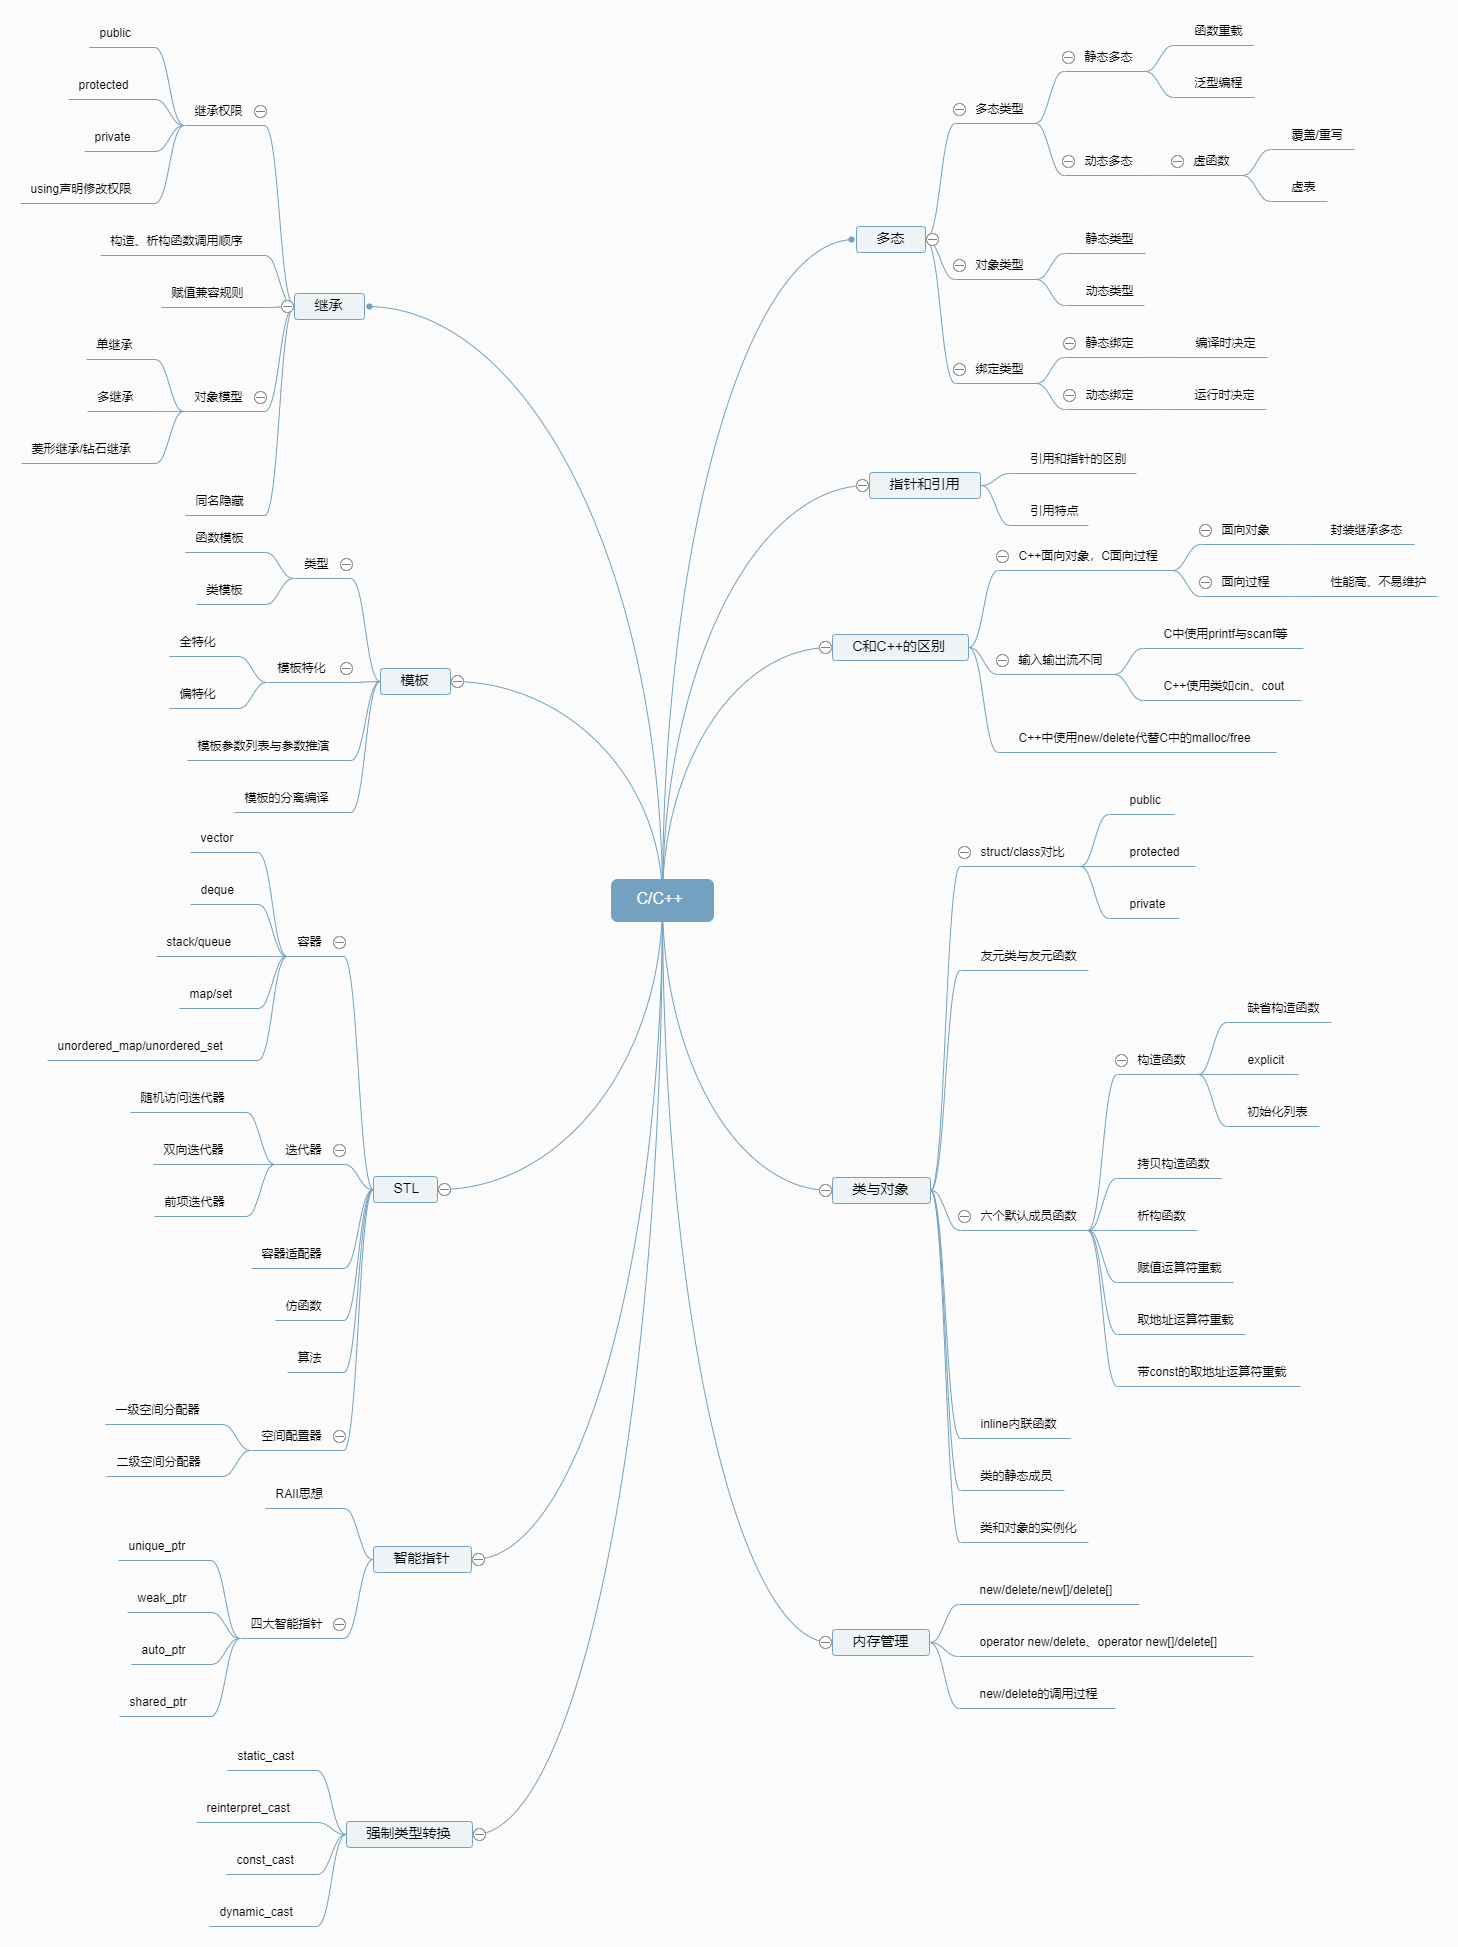 C/C++
继承
继承权限
public
protected
private
using声明修改权限
构造、析构函数调用顺序
赋值兼容规则
对象模型
单继承
多继承
菱形继承/钻石继承
同名隐藏
模板
类型
函数模板
类模板
模板特化
全特化
偏特化
模板参数列表与参数推演
模板的分离编译
STL
容器
vector
deque
stack/queue
map/set
unordered_map/unordered_set
迭代器
随机访问迭代器
双向迭代器
前项迭代器
容器适配器
仿函数
算法
空间配置器
一级空间分配器
二级空间分配器
智能指针
RAII思想
四大智能指针
unique_ptr
weak_ptr
auto_ptr
shared_ptr
强制类型转换
static_cast
reinterpret_cast
const_cast
dynamic_cast
多态
多态类型
静态多态
函数重载
泛型编程
动态多态
虚函数
覆盖/重写
虚表
对象类型
静态类型
动态类型
绑定类型
静态绑定
编译时决定
动态绑定
运行时决定
指针和引用
引用和指针的区别
引用特点
C和C++的区别
C++面向对象，C面向过程
面向对象
封装继承多态
面向过程
性能高、不易维护
输入输出流不同
C中使用printf与scanf等
C++使用类如cin、cout
C++中使用new/delete代替C中的malloc/free
类与对象
struct/class对比
public
protected
private
友元类与友元函数
六个默认成员函数
构造函数
缺省构造函数
explicit
初始化列表
拷贝构造函数
析构函数
赋值运算符重载
取地址运算符重载
带const的取地址运算符重载
inline内联函数
类的静态成员
类和对象的实例化
内存管理
new/delete/new[]/delete[]
operator new/delete、operator new[]/delete[]
new/delete的调用过程